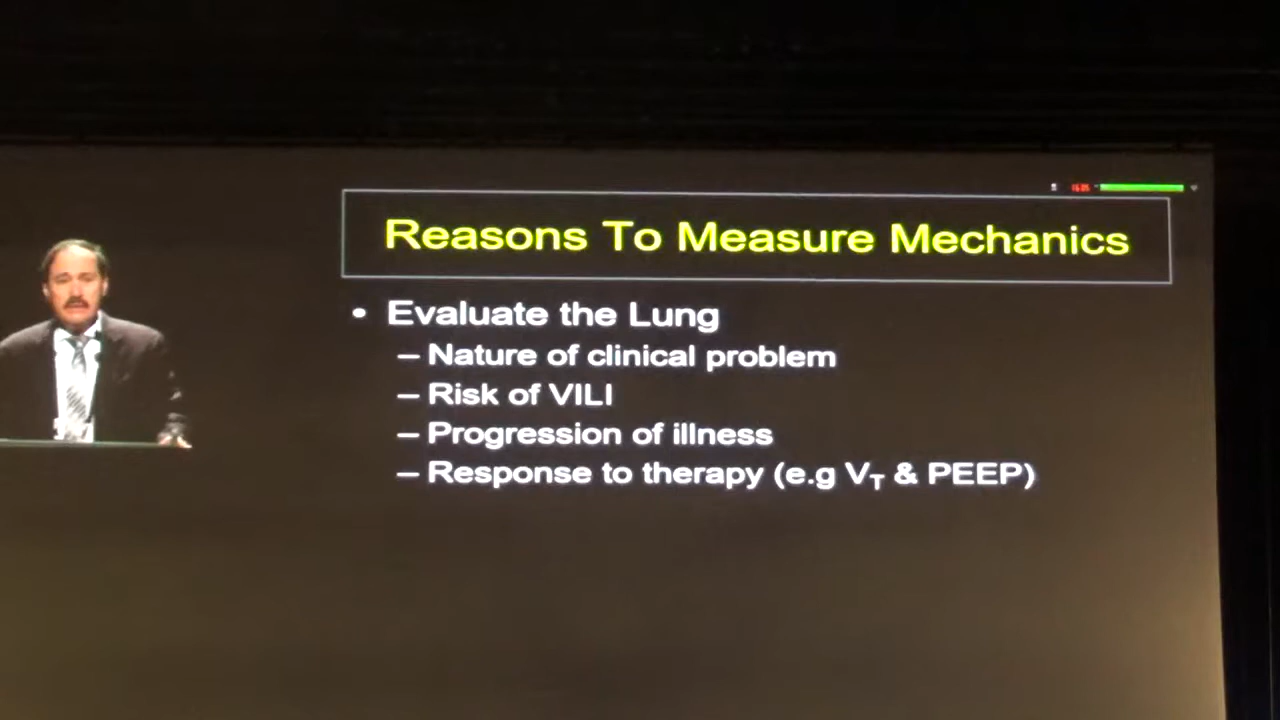 Reasons To Measure Mechanics
• Evaluate the Lung
– Nature of clinical problem
– Risk of VILI
– Progression of illness
– Response to therapy (e.g VT & PEEP)